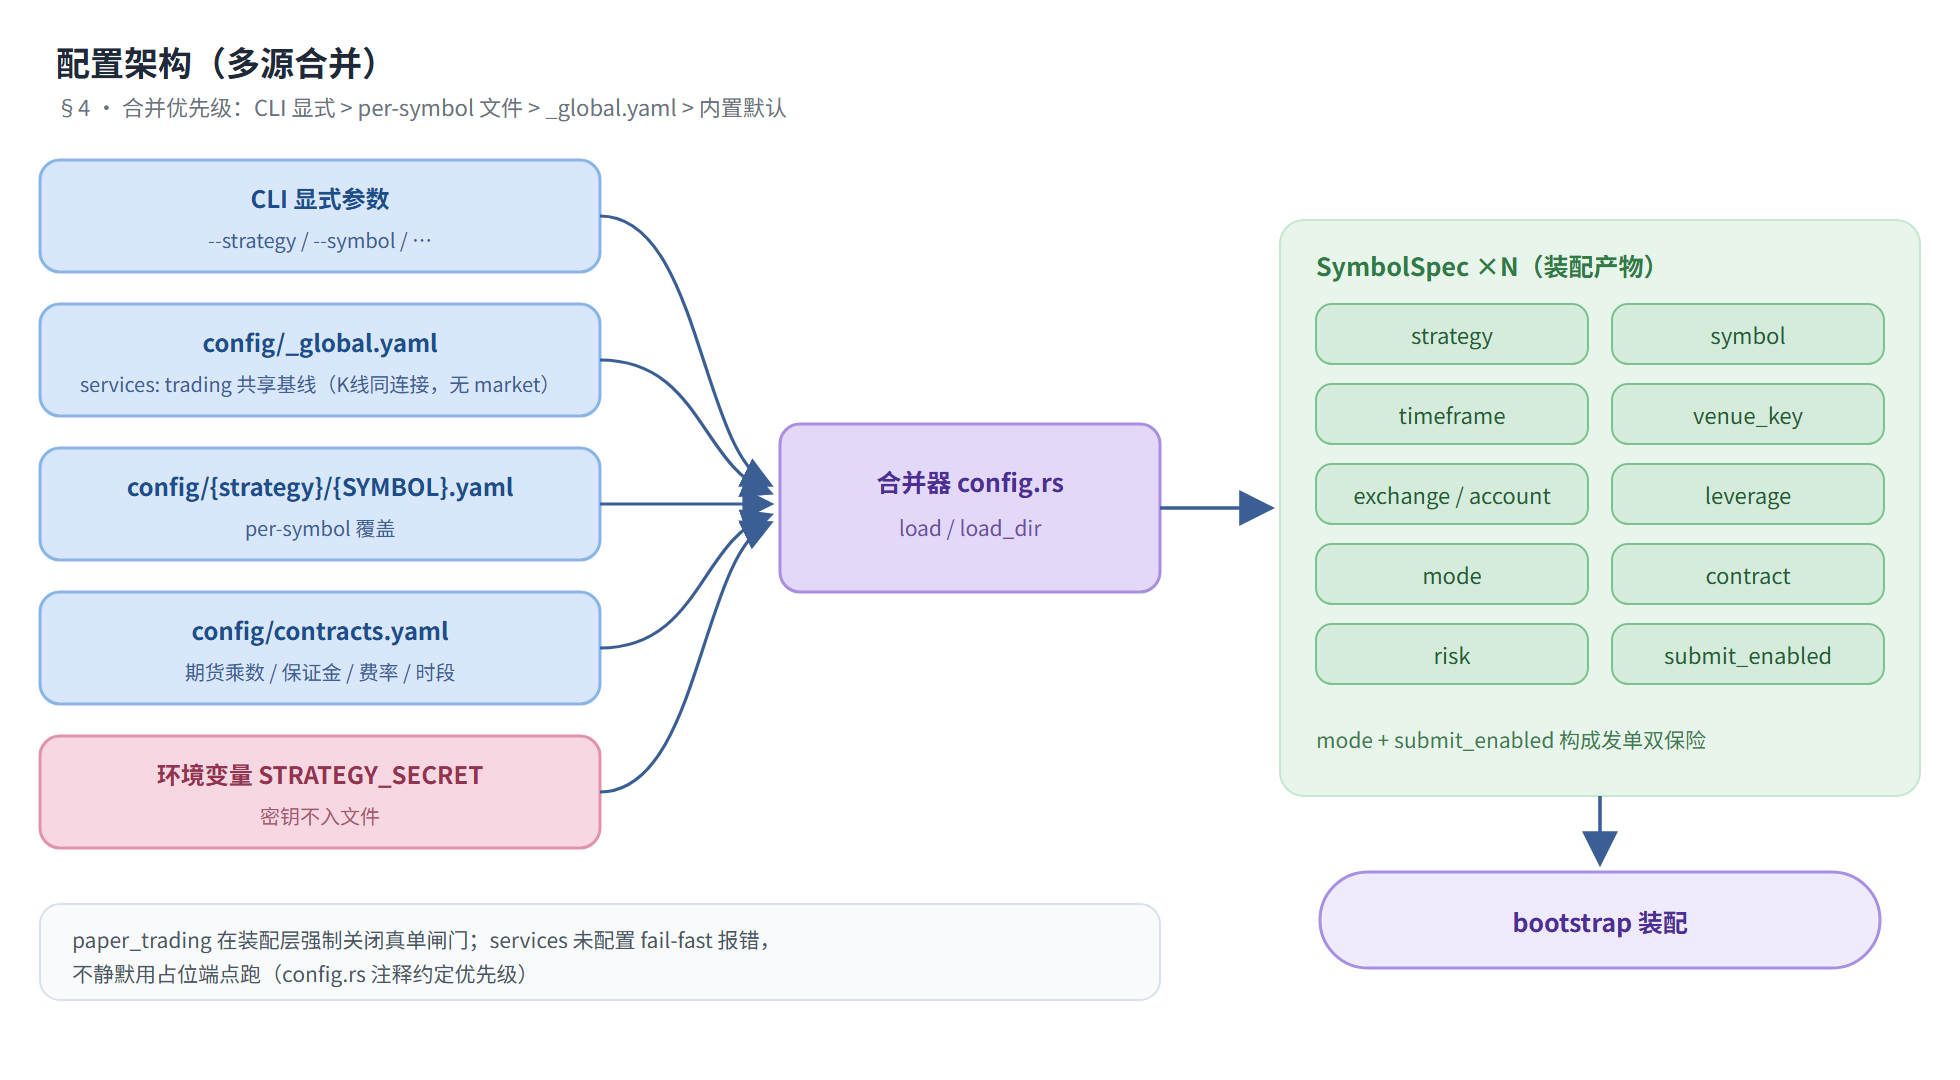 配置架构（多源合并）
§4 · 合并优先级：CLI 显式 > per-symbol 文件 > _global.yaml > 内置默认
CLI 显式参数
--strategy / --symbol / ⋯
config/_global.yaml
services: trading 共享基线（K线同连接，无 market）
config/{strategy}/{SYMBOL}.yaml
per-symbol 覆盖
config/contracts.yaml
期货乘数 / 保证金 / 费率 / 时段
环境变量 STRATEGY_SECRET
密钥不入文件
合并器 config.rs
load / load_dir
SymbolSpec ×N（装配产物）
strategy
symbol
timeframe
venue_key
exchange / account
leverage
mode
contract
risk
submit_enabled
mode + submit_enabled 构成发单双保险
bootstrap 装配
paper_trading 在装配层强制关闭真单闸门；services 未配置 fail-fast 报错，
不静默用占位端点跑（config.rs 注释约定优先级）